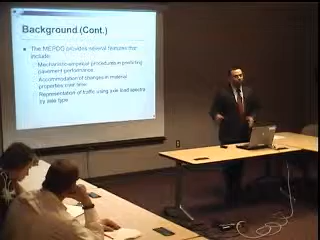 Background (Cont.)
The MEPDG provides several features that
include:
Mechanistic-empirical procedures in predicting
pavement performance.
Accommodation of changes in material
properties over time.
Representation of traffic using axle load spectra
by axle type